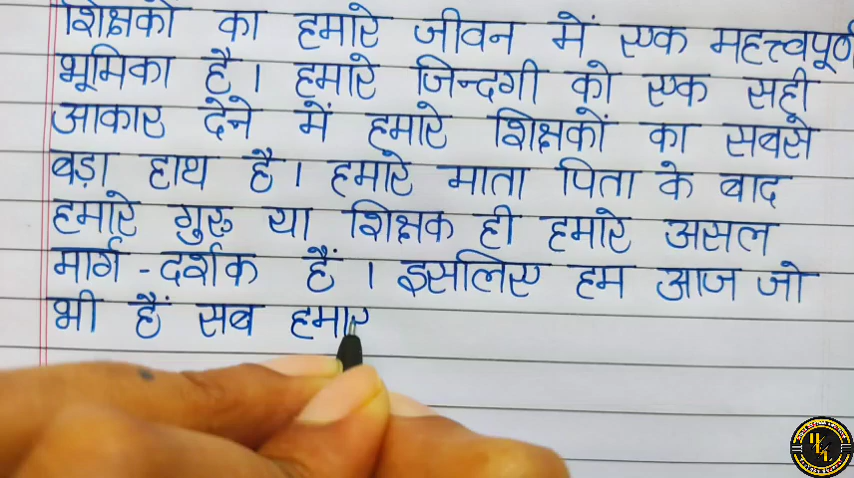 शिक्षकों का हमारे जीवन में एक महत्त्वपूर्ण
भूमिका है। हमारे जिन्दगी को एक सही
आकार देने में हमारे शिक्षकों का सबसे
बड़ा हाथ है। हमारे माता पिता के बाद
हमारे गुरु या शिक्षक ही हमारे असल
मार्ग-दर्शक हैं । इसलिए हम आज जो
भी हैं सब हमार